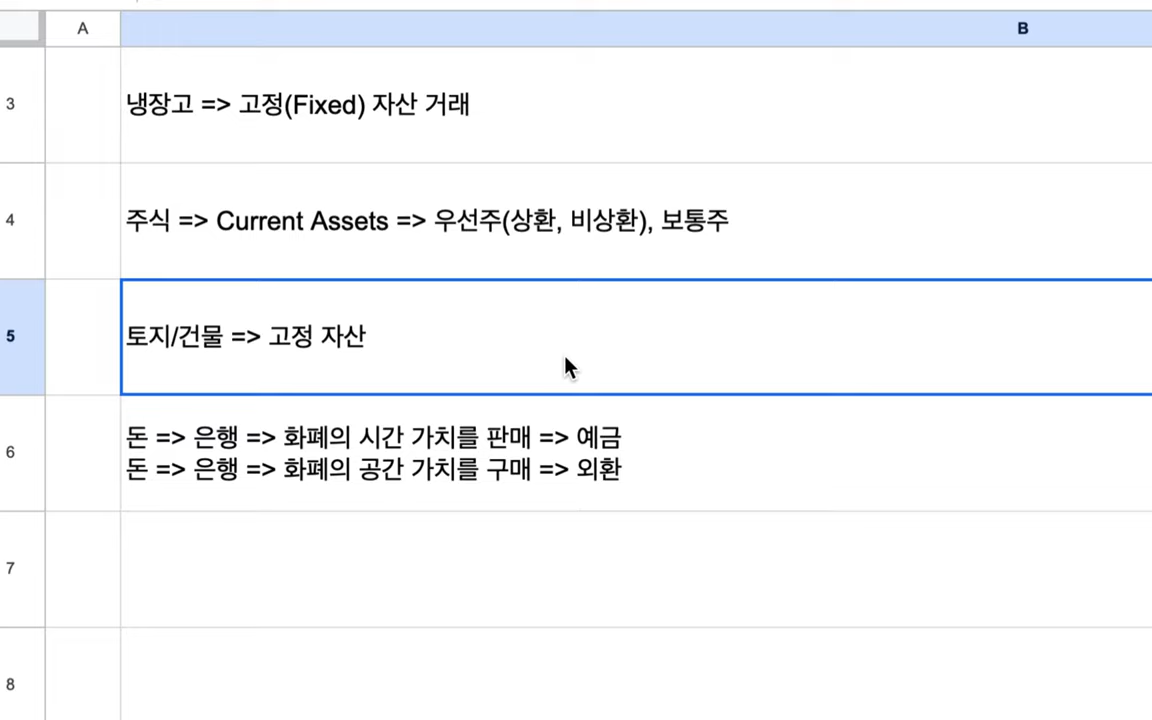 A
B
3
냉장고 => 고정(Fixed) 자산 거래
4
주식 => Current Assets => 우선주(상환, 비상환), 보통주
5
토지/건물 => 고정 자산
6
돈 => 은행 => 화폐의 시간 가치를 판매 => 예금
돈 => 은행 => 화폐의 공간 가치를 구매 => 외환
7
8